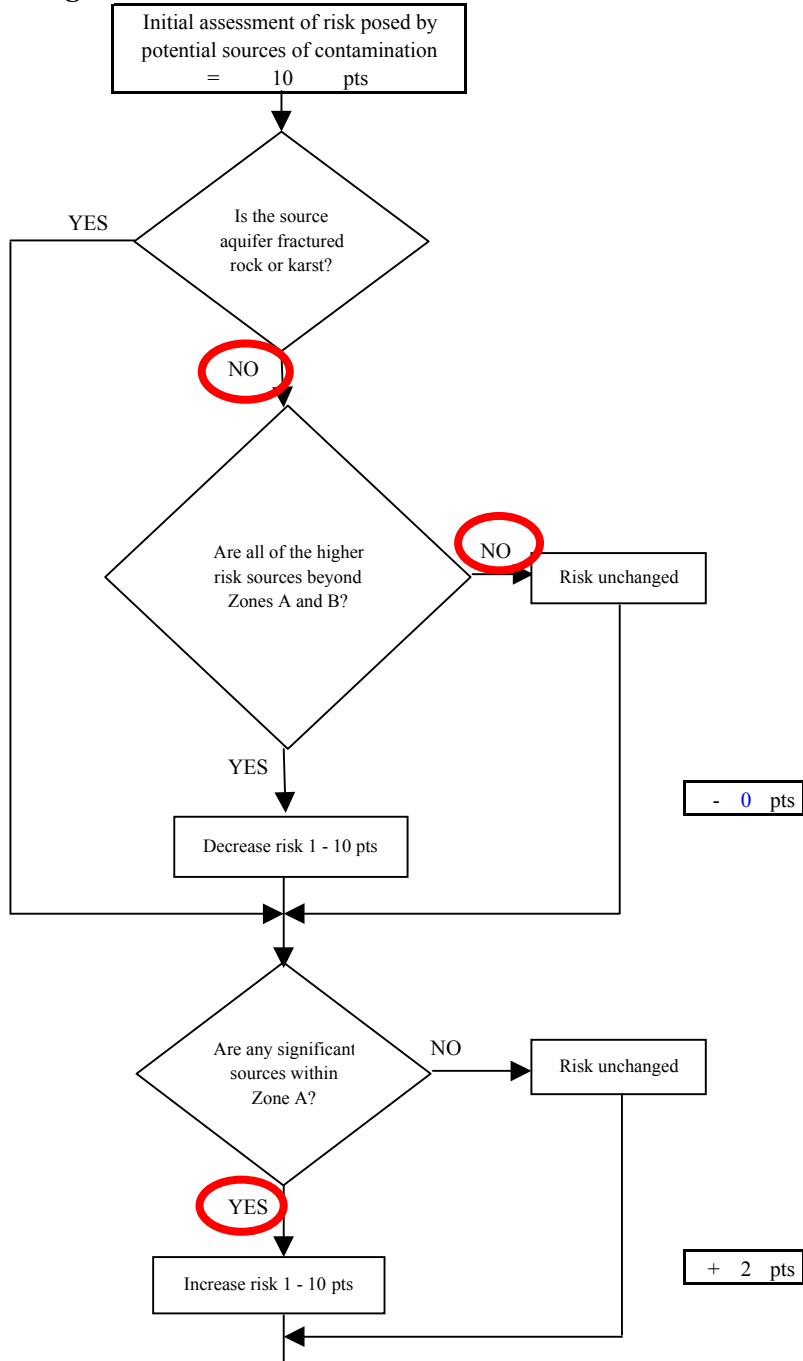 Initial assessment of risk posed by
potential sources of contamination
= 10 pts
YES
Is the source
aquifer fractured
rock or karst?
NO
Are all of the higher
risk sources beyond
Zones A and B?
NO
Risk unchanged
YES
- 0 pts
Decrease risk 1 - 10 pts
Are any significant
sources within
Zone A?
NO
Risk unchanged
YES
+ 2 pts
Increase risk 1 - 10 pts